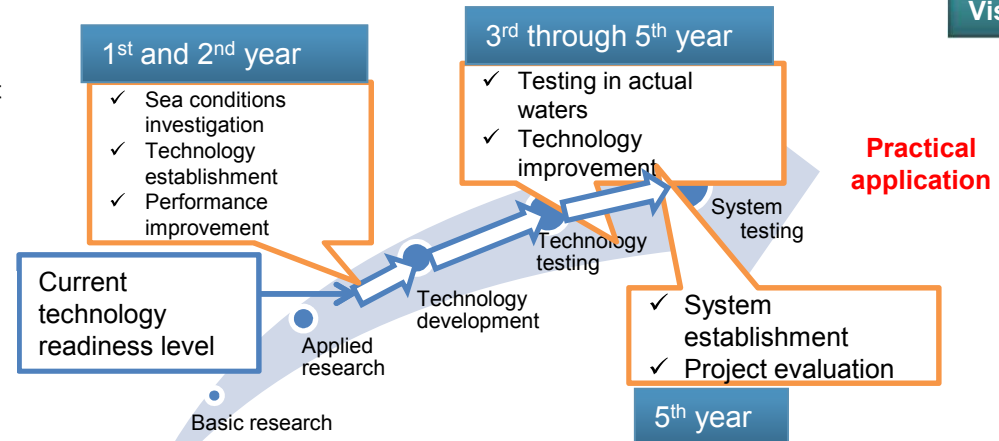 Vis
1st and 2nd year
✓ Sea conditions
investigation
✓ Technology
establishment
✓ Performance
improvement
3rd through 5th year
✓ Testing in actual
waters
✓ Technology
improvement
Practical
application
Current
technology
readiness level
System
testing
Technology
testing
Technology
development
Applied
research
Basic research
✓ System
establishment
✓ Project evaluation
5th year